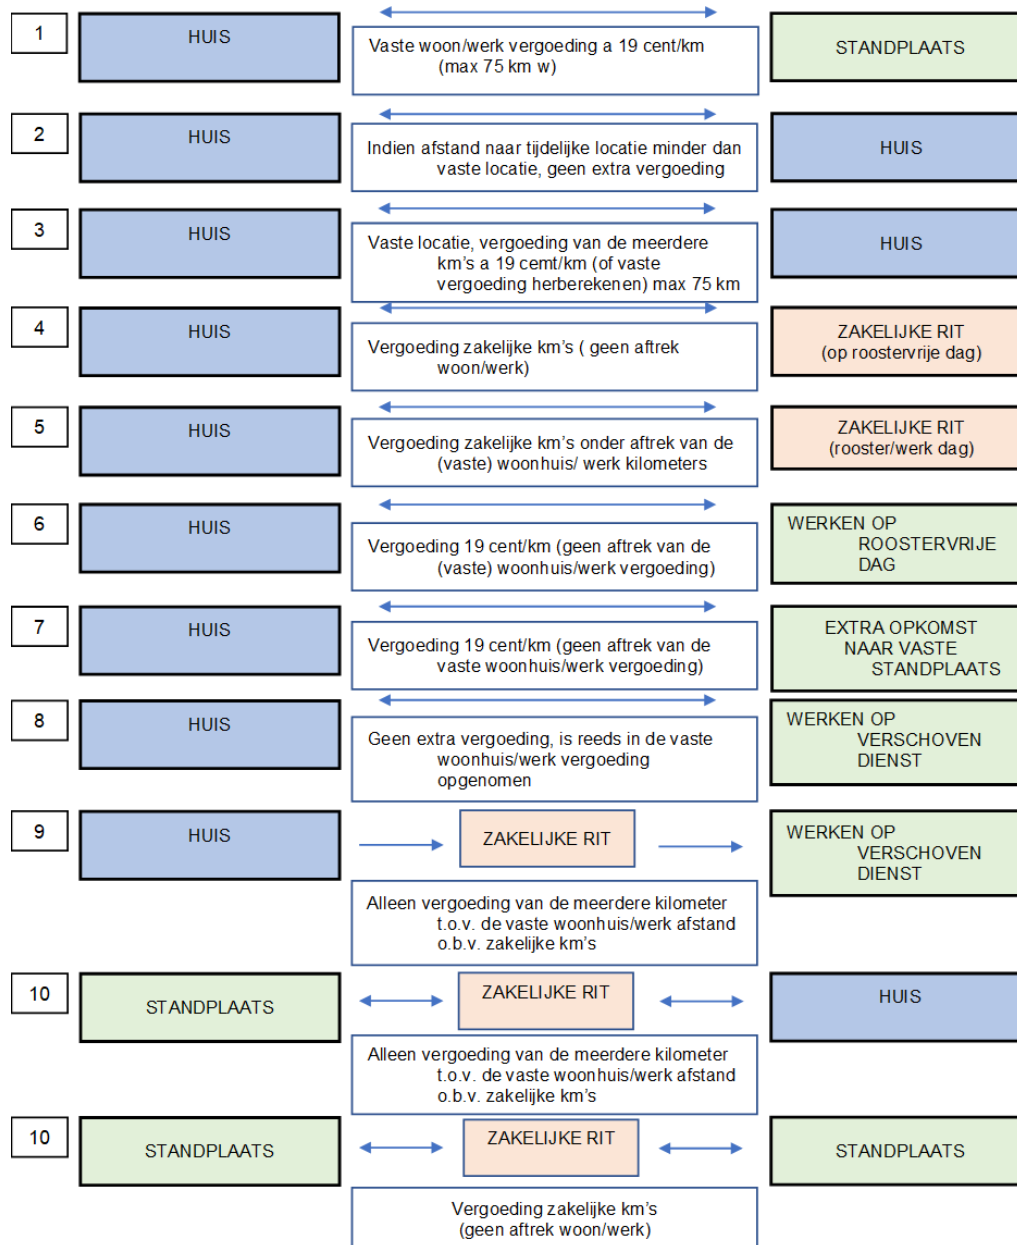 1
HUIS
Vaste woon/werk vergoeding a 19 cent/km
(max 75 km w)
STANDPLAATS
2
HUIS
Indien afstand naar tijdelijke locatie minder dan
vaste locatie, geen extra vergoeding
HUIS
3
HUIS
Vaste locatie, vergoeding van de meerdere
km's a 19 cemt/km (of vaste
vergoeding herberekenen) max 75 km
HUIS
4
HUIS
Vergoeding zakelijke km's ( geen aftrek
woon/werk)
ZAKELIJKE RIT
(op roostervrije dag)
5
HUIS
Vergoeding zakelijke km's onder aftrek van de
(vaste) woonhuis/ werk kilometers
ZAKELIJKE RIT
(rooster/werk dag)
6
HUIS
Vergoeding 19 cent/km (geen aftrek van de
(vaste) woonhuis/werk vergoeding)
WERKEN OP
ROOSTERVRIJE
DAG
7
HUIS
Vergoeding 19 cent/km (geen aftrek van de
vaste woonhuis/werk vergoeding)
EXTRA OPKOMST
NAAR VASTE
STANDPLAATS
8
HUIS
Geen extra vergoeding, is reeds in de vaste
woonhuis/werk vergoeding
opgenomen
WERKEN OP
VERSCHOVEN
DIENST
9
HUIS
ZAKELIJKE RIT
WERKEN OP
VERSCHOVEN
DIENST
Alleen vergoeding van de meerdere kilometer
t.o.v. de vaste woonhuis/werk afstand
o.b.v. zakelijke km's
10
STANDPLAATS
ZAKELIJKE RIT
HUIS
Alleen vergoeding van de meerdere kilometer
t.o.v. de vaste woonhuis/werk afstand
o.b.v. zakelijke km's
10
STANDPLAATS
ZAKELIJKE RIT
STANDPLAATS
Vergoeding zakelijke km's
(geen aftrek woon/werk)